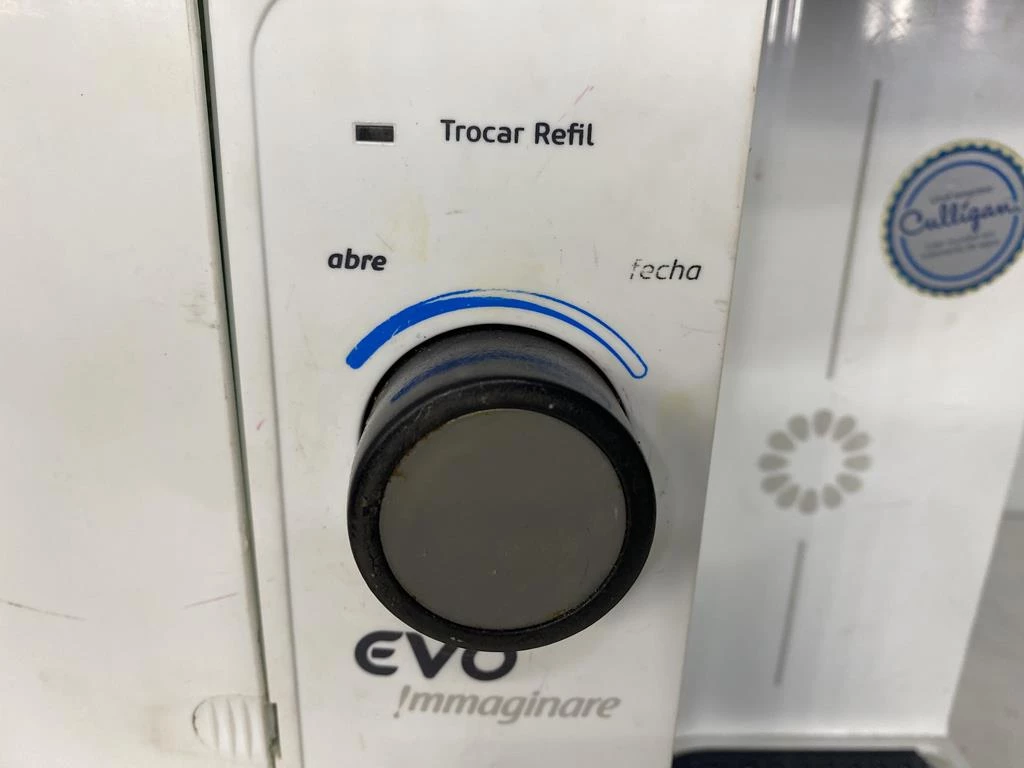 Trocar Refil
abre
fecha
Culligan
EVO
!mmaginare